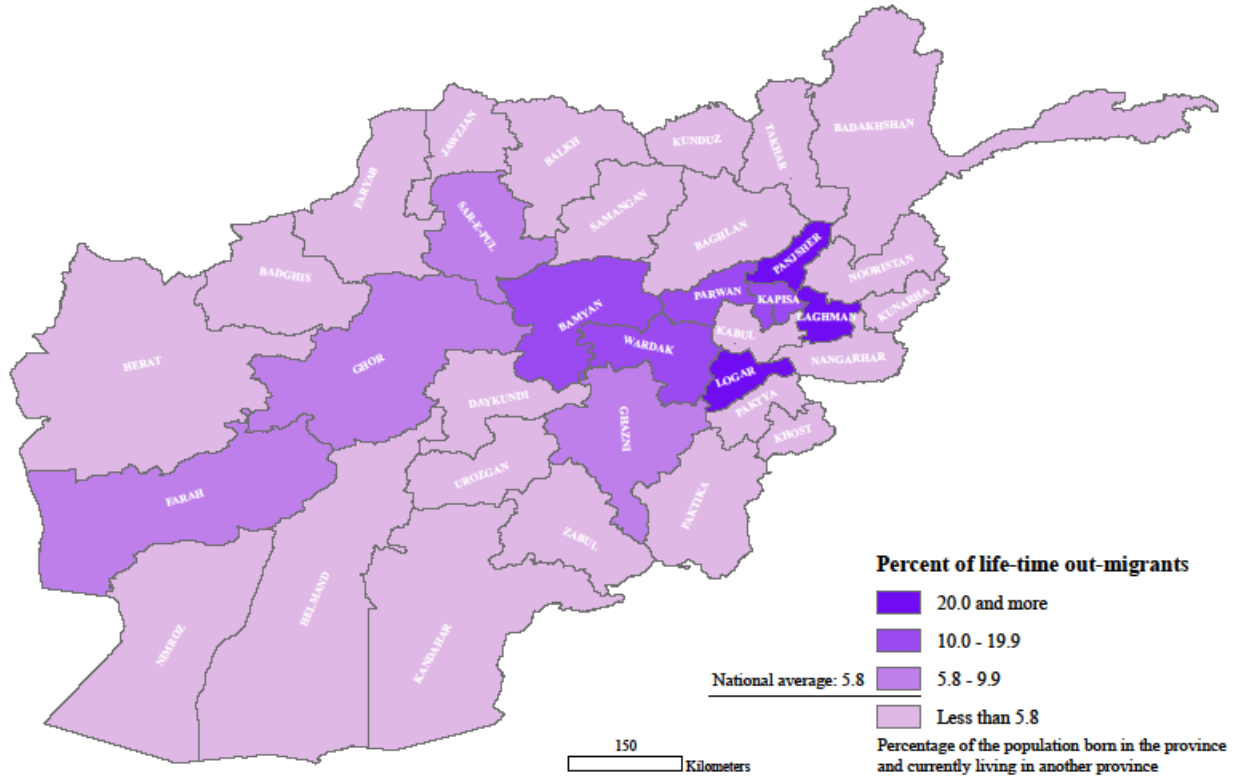 BADAKHSHAN
JAWZJAN
BALKH
KUNDUZ
TAKHAR
FARYAB
SAR-E-PUL
SAMANGAN
BAGHLAN
PANJSHER
NOORISTAN
BADGHIS
PARWAN
KAPISA
KUNARHA
BAMYAN
LAGHMAN
KABUL
WARDAK
HERAT
GHOR
NANGARHAR
LOGAR
DAYKUNDI
PAKTYA
GHAZNI
KHOST
UROZGAN
FARAH
PAKTIKA
ZABUL
HELMAND
NIMROZ
KANDAHAR
Percent of life-time out-migrants
20.0 and more
10.0 - 19.9
National average: 5.8
5.8 - 9.9
Less than 5.8
150
Kilometers
Percentage of the population born in the province
and currently living in another province